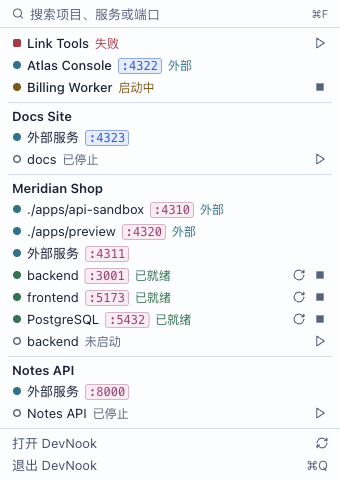 搜索项目、服务或端口 ⌘F
Link Tools 失败
Atlas Console :4322 外部
Billing Worker 启动中
Docs Site
外部服务 :4323
docs 已停止
Meridian Shop
./apps/api-sandbox :4310 外部
./apps/preview :4320 外部
外部服务 :4311
backend :3001 已就绪
frontend :5173 已就绪
PostgreSQL :5432 已就绪
backend 未启动
Notes API
外部服务 :8000
Notes API 已停止
打开 DevNook
退出 DevNook ⌘Q